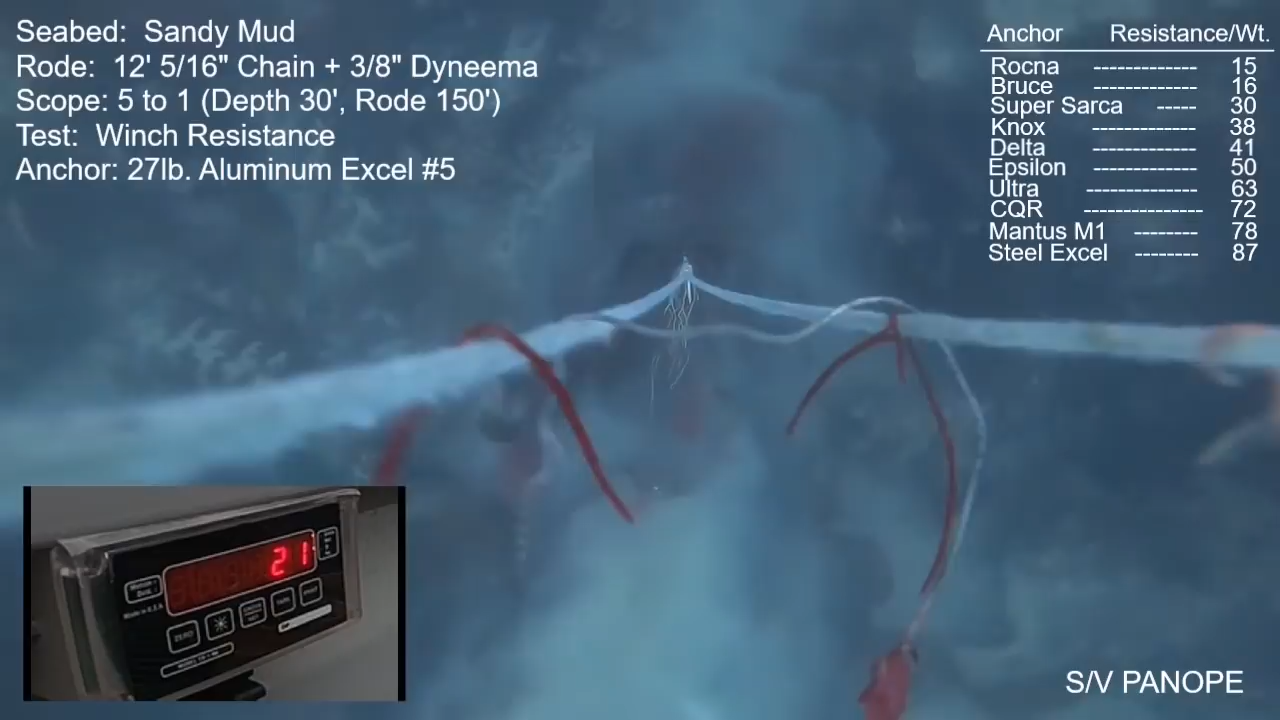 Seabed:  Sandy Mud
Rode:  12' 5/16" Chain + 3/8" Dyneema
Scope: 5 to 1 (Depth 30', Rode 150')
Test:  Winch Resistance
Anchor: 27lb. Aluminum Excel #5
Anchor Resistance/Wt.
Rocna ------------- 15
Bruce ------------- 16
Super Sarca ----- 30
Knox ------------- 38
Delta ------------- 41
Epsilon ------------- 50
Ultra -------------- 63
CQR --------------- 72
Mantus M1 -------- 78
Steel Excel -------- 87
21
ZERO
S/V PANOPE